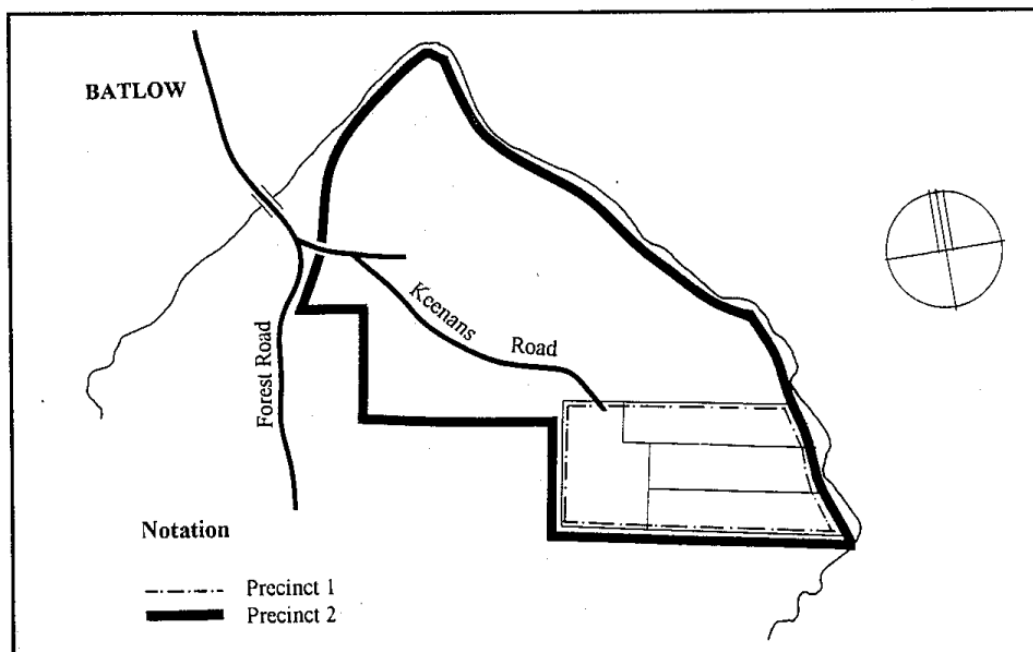 BATLOW
Keenans
Road
Forest Road
Notation
Precinct 1
Precinct 2